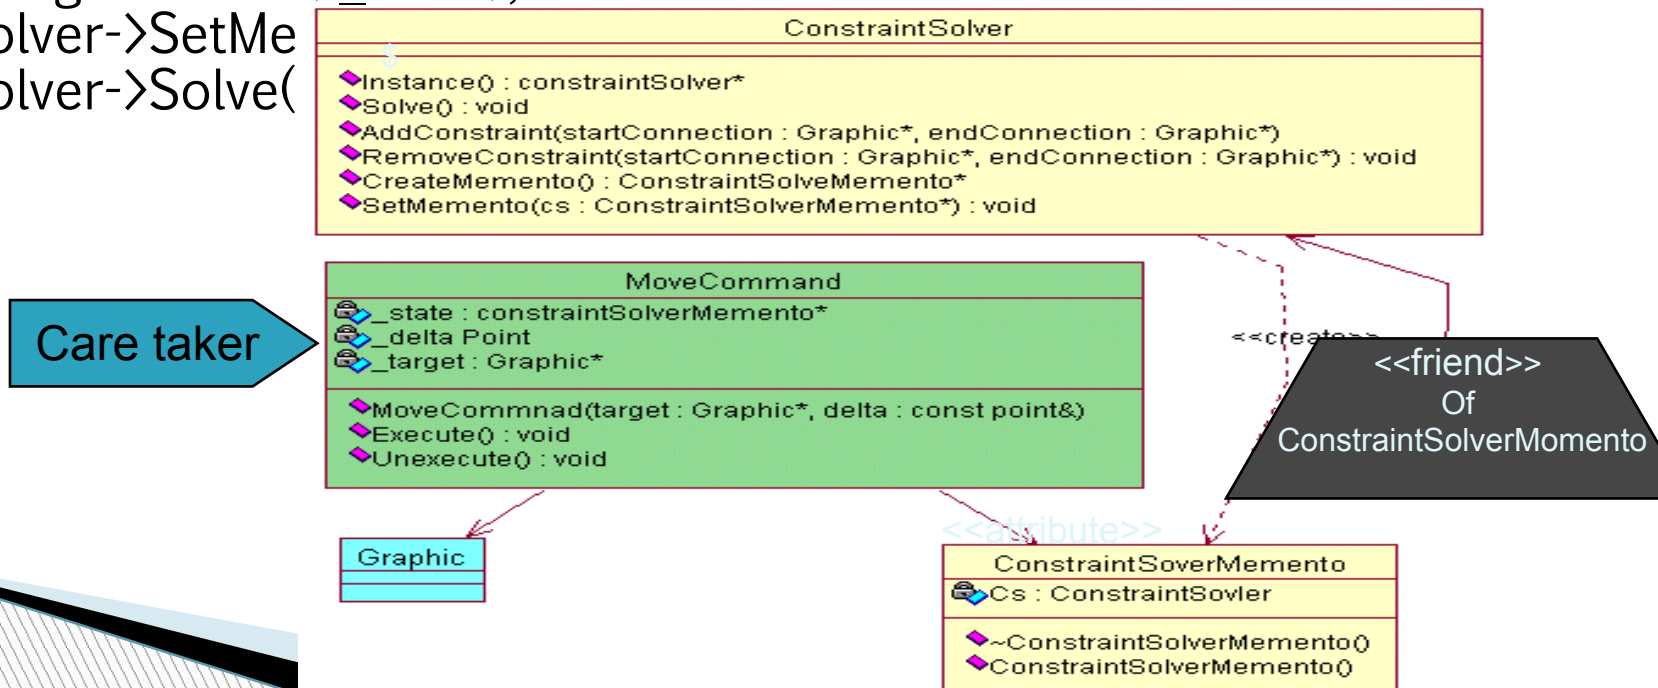 olver->SetMe
olver->Solve(
ConstraintSolver
$
Instance() : constraintSolver*
Solve() : void
AddConstraint(startConnection : Graphic*, endConnection : Graphic*)
RemoveConstraint(startConnection : Graphic*, endConnection : Graphic*) : void
CreateMemento() : ConstraintSolveMemento*
SetMemento(cs : ConstraintSolverMemento*) : void
Care taker
MoveCommand
_state : constraintSolverMemento*
_delta Point
_target : Graphic*
MoveCommnad(target : Graphic*, delta : const point&)
Execute() : void
Unexecute() : void
<<create>>
<<friend>>
Of
ConstraintSolverMomento
Graphic
<<attribute>>
ConstraintSoverMemento
Cs : ConstraintSovler
~ConstraintSolverMemento()
ConstraintSolverMemento()